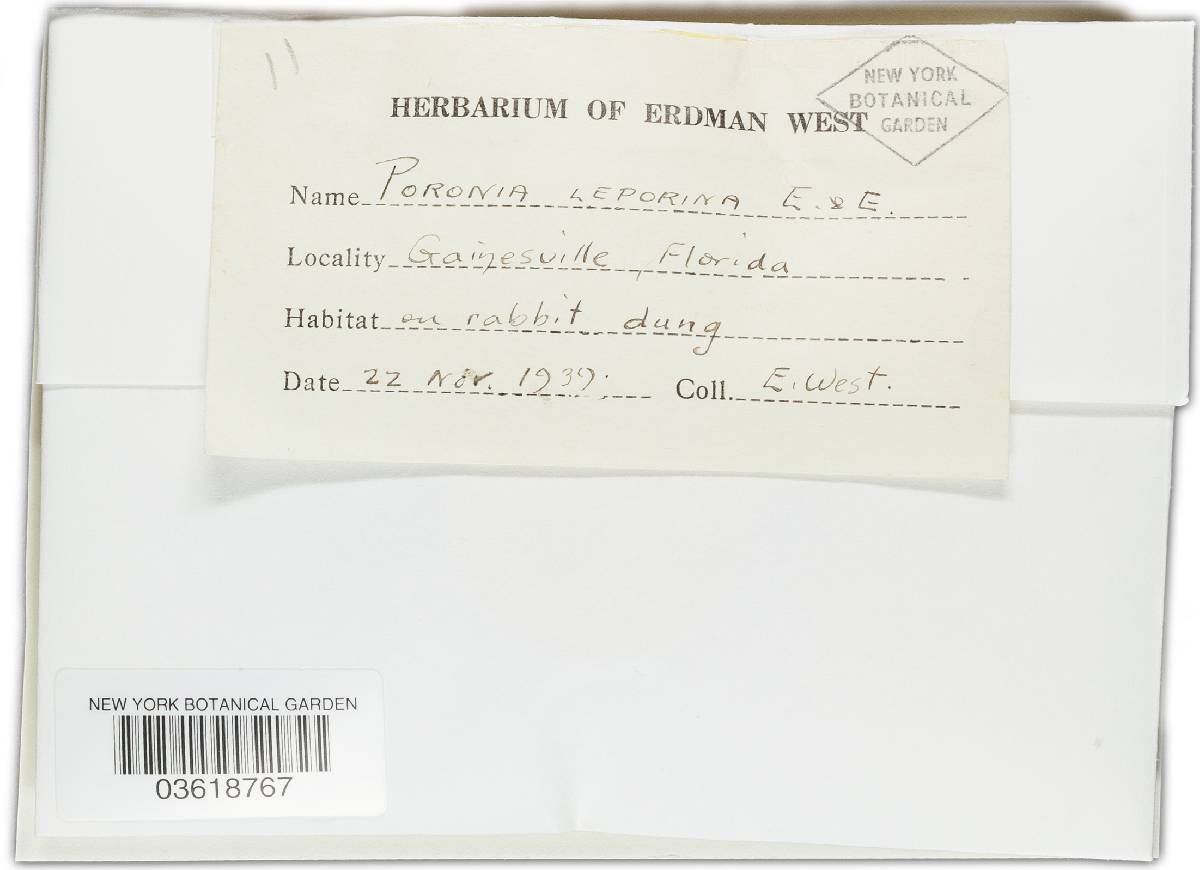 11
NEW YORK
BOTANICAL
GARDEN
HERBARIUM OF ERDMAN WEST
Name PORONIA LEPORINA E. & E.
Locality Gainesville, Florida
Habitat on rabbit dung
Date 22 Nov. 1939. Coll. E. West.
NEW YORK BOTANICAL GARDEN
03618767